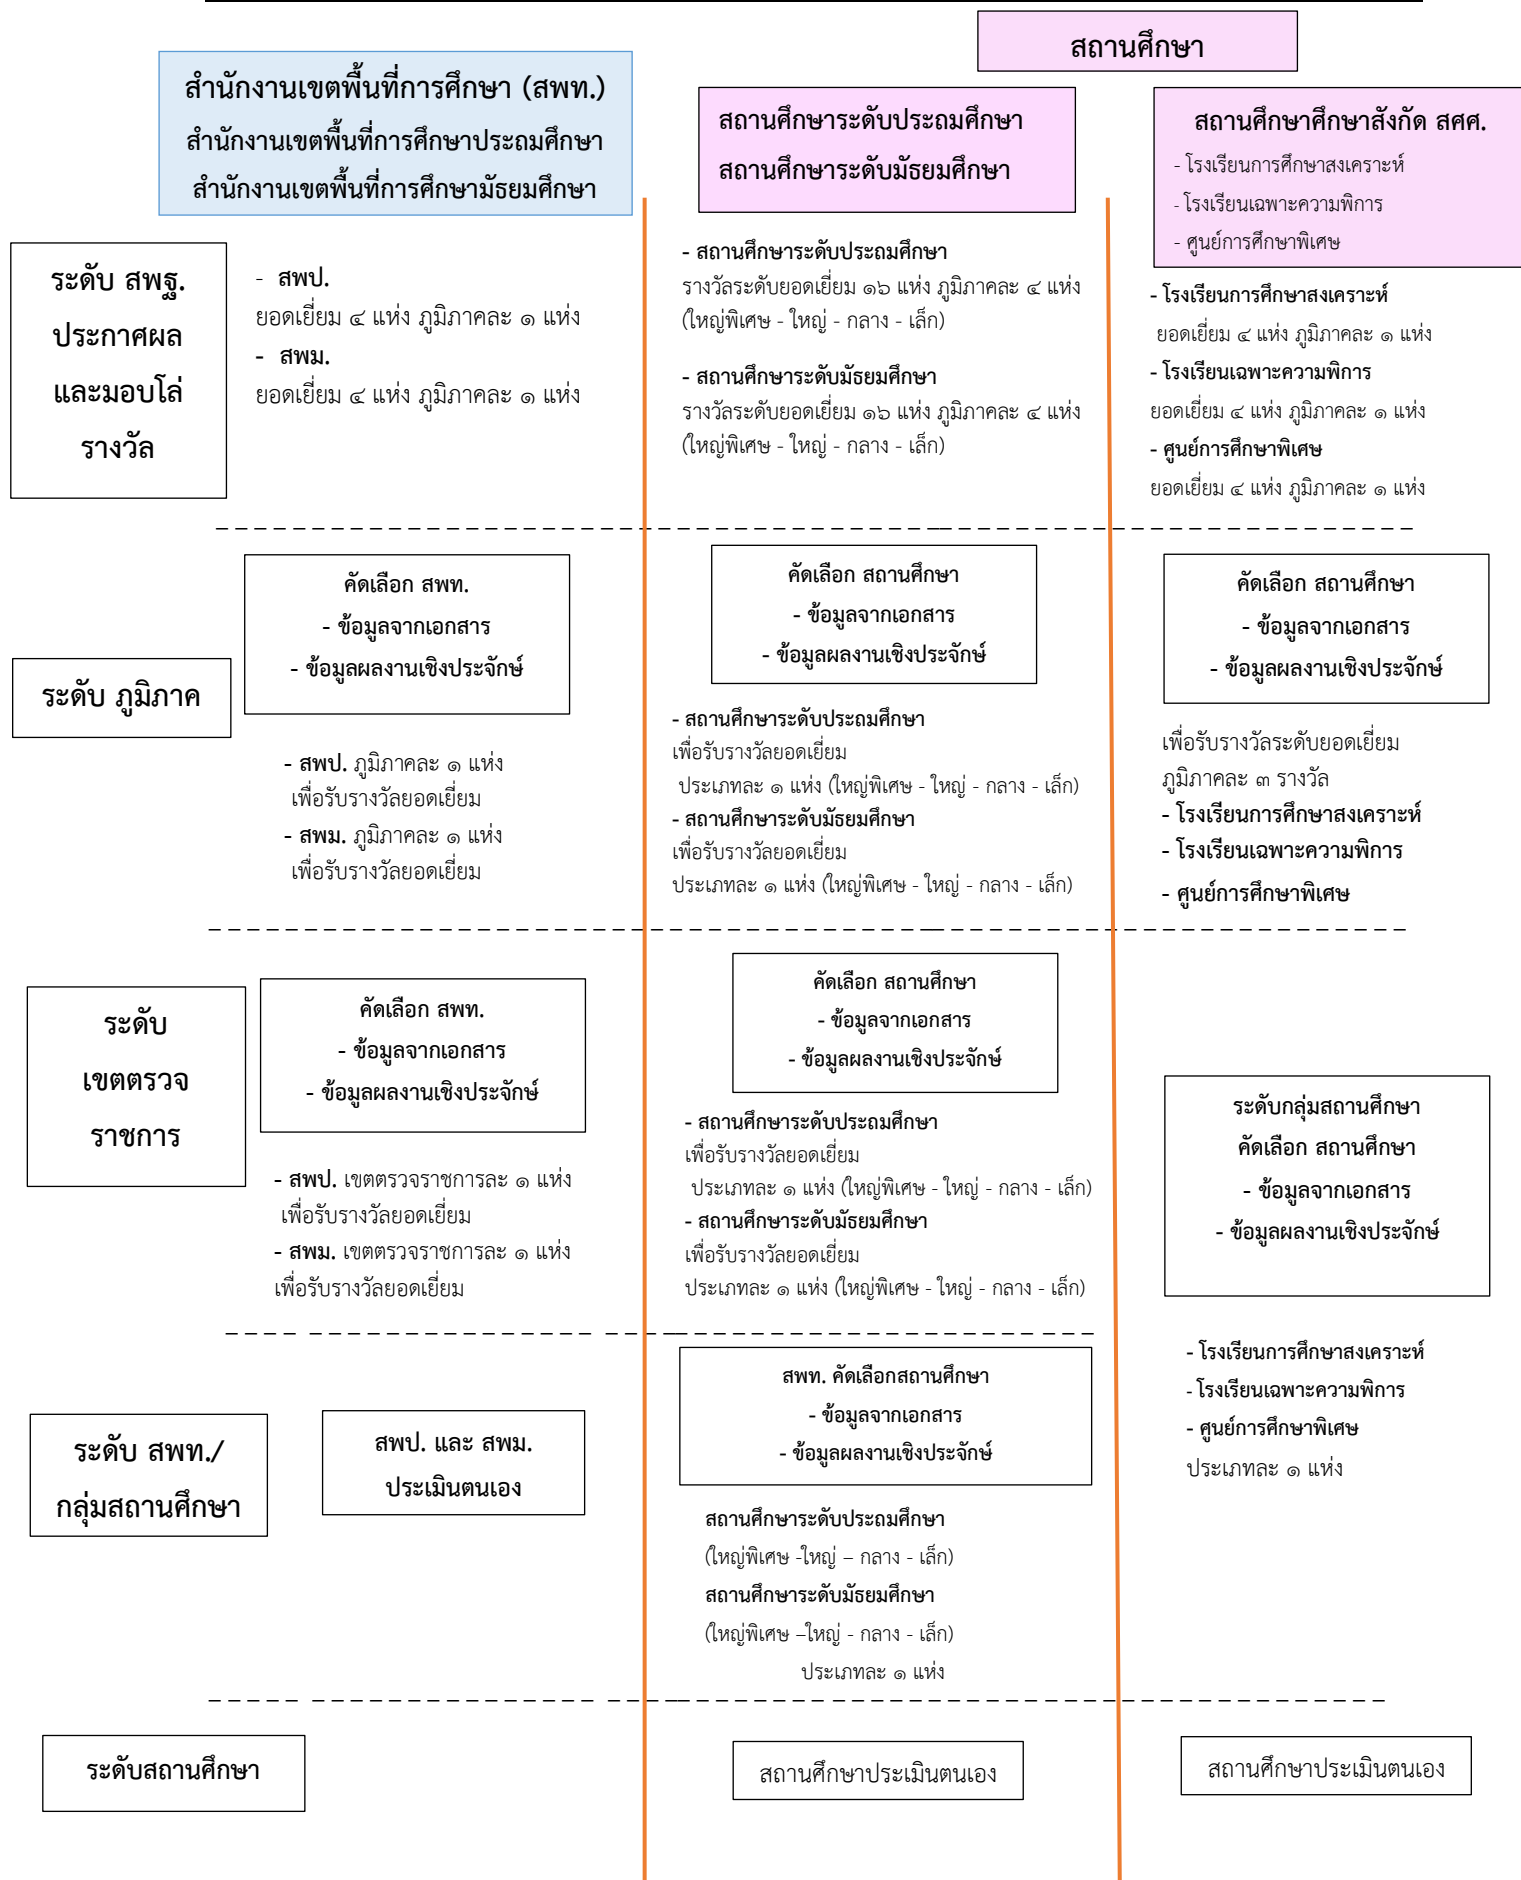 สถานศึกษา
สำนักงานเขตพื้นที่การศึกษา (สพท.)
สำนักงานเขตพื้นที่การศึกษาประถมศึกษา
สำนักงานเขตพื้นที่การศึกษามัธยมศึกษา
สถานศึกษาระดับประถมศึกษา
สถานศึกษาระดับมัธยมศึกษา
สถานศึกษาศึกษาสังกัด สศศ.
- โรงเรียนการศึกษาสงเคราะห์
- โรงเรียนเฉพาะความพิการ
- ศูนย์การศึกษาพิเศษ
ระดับ สพฐ.
ประกาศผล
และมอบโล่
รางวัล
- สพป.
ยอดเยี่ยม ๔ แห่ง ภูมิภาคละ ๑ แห่ง
- สพม.
ยอดเยี่ยม ๔ แห่ง ภูมิภาคละ ๑ แห่ง
- สถานศึกษาระดับประถมศึกษา
รางวัลระดับยอดเยี่ยม ๑๖ แห่ง ภูมิภาคละ ๔ แห่ง
(ใหญ่พิเศษ - ใหญ่ - กลาง - เล็ก)
- สถานศึกษาระดับมัธยมศึกษา
รางวัลระดับยอดเยี่ยม ๑๖ แห่ง ภูมิภาคละ ๔ แห่ง
(ใหญ่พิเศษ - ใหญ่ - กลาง - เล็ก)
- โรงเรียนการศึกษาสงเคราะห์
ยอดเยี่ยม ๔ แห่ง ภูมิภาคละ ๑ แห่ง
- โรงเรียนเฉพาะความพิการ
ยอดเยี่ยม ๔ แห่ง ภูมิภาคละ ๑ แห่ง
- ศูนย์การศึกษาพิเศษ
ยอดเยี่ยม ๔ แห่ง ภูมิภาคละ ๑ แห่ง
ระดับ ภูมิภาค
คัดเลือก สพท.
- ข้อมูลจากเอกสาร
- ข้อมูลผลงานเชิงประจักษ์
- สพป. ภูมิภาคละ ๑ แห่ง
เพื่อรับรางวัลยอดเยี่ยม
- สพม. ภูมิภาคละ ๑ แห่ง
เพื่อรับรางวัลยอดเยี่ยม
คัดเลือก สถานศึกษา
- ข้อมูลจากเอกสาร
- ข้อมูลผลงานเชิงประจักษ์
- สถานศึกษาระดับประถมศึกษา
เพื่อรับรางวัลยอดเยี่ยม
ประเภทละ ๑ แห่ง (ใหญ่พิเศษ - ใหญ่ - กลาง - เล็ก)
- สถานศึกษาระดับมัธยมศึกษา
เพื่อรับรางวัลยอดเยี่ยม
ประเภทละ ๑ แห่ง (ใหญ่พิเศษ - ใหญ่ - กลาง - เล็ก)
คัดเลือก สถานศึกษา
- ข้อมูลจากเอกสาร
- ข้อมูลผลงานเชิงประจักษ์
เพื่อรับรางวัลระดับยอดเยี่ยม
ภูมิภาคละ ๓ รางวัล
- โรงเรียนการศึกษาสงเคราะห์
- โรงเรียนเฉพาะความพิการ
- ศูนย์การศึกษาพิเศษ
ระดับ
เขตตรวจ
ราชการ
คัดเลือก สพท.
- ข้อมูลจากเอกสาร
- ข้อมูลผลงานเชิงประจักษ์
- สพป. เขตตรวจราชการละ ๑ แห่ง
เพื่อรับรางวัลยอดเยี่ยม
- สพม. เขตตรวจราชการละ ๑ แห่ง
เพื่อรับรางวัลยอดเยี่ยม
คัดเลือก สถานศึกษา
- ข้อมูลจากเอกสาร
- ข้อมูลผลงานเชิงประจักษ์
- สถานศึกษาระดับประถมศึกษา
เพื่อรับรางวัลยอดเยี่ยม
ประเภทละ ๑ แห่ง (ใหญ่พิเศษ - ใหญ่ - กลาง - เล็ก)
- สถานศึกษาระดับมัธยมศึกษา
เพื่อรับรางวัลยอดเยี่ยม
ประเภทละ ๑ แห่ง (ใหญ่พิเศษ - ใหญ่ - กลาง - เล็ก)
ระดับกลุ่มสถานศึกษา
คัดเลือก สถานศึกษา
- ข้อมูลจากเอกสาร
- ข้อมูลผลงานเชิงประจักษ์
- โรงเรียนการศึกษาสงเคราะห์
- โรงเรียนเฉพาะความพิการ
- ศูนย์การศึกษาพิเศษ
ประเภทละ ๑ แห่ง
ระดับ สพท./
กลุ่มสถานศึกษา
สพป. และ สพม.
ประเมินตนเอง
สพท. คัดเลือกสถานศึกษา
- ข้อมูลจากเอกสาร
- ข้อมูลผลงานเชิงประจักษ์
สถานศึกษาระดับประถมศึกษา
(ใหญ่พิเศษ -ใหญ่ – กลาง - เล็ก)
สถานศึกษาระดับมัธยมศึกษา
(ใหญ่พิเศษ –ใหญ่ - กลาง - เล็ก)
ประเภทละ ๑ แห่ง
ระดับสถานศึกษา
สถานศึกษาประเมินตนเอง
สถานศึกษาประเมินตนเอง